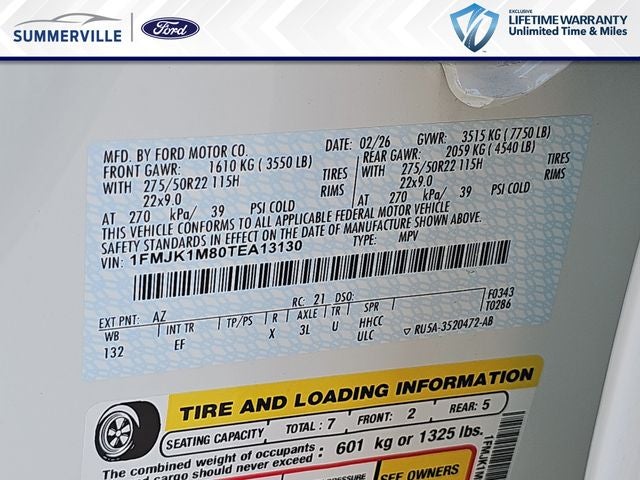 SUMMERVILLE Ford
EXCLUSIVE
LIFETIME WARRANTY
Unlimited Time & Miles
MFD. BY FORD MOTOR CO. DATE: 02/26 GVWR: 3515 KG ( 7750 LB)
FRONT GAWR: 1610 KG ( 3550 LB) REAR GAWR: 2059 KG ( 4540 LB)
WITH 275/50R22 115H TIRES WITH 275/50R22 115H TIRES
22x9.0 RIMS 22x9.0 RIMS
AT 270 kPa/ 39 PSI COLD AT 270 kPa/ 39 PSI COLD
THIS VEHICLE CONFORMS TO ALL APPLICABLE FEDERAL MOTOR VEHICLE
SAFETY STANDARDS IN EFFECT ON THE DATE OF MANUFACTURE SHOWN ABOVE.
VIN: 1FMJK1M80TEA13130 TYPE: MPV
F0343
T0286
EXT PNT: AZ RC: 21 DSO:
WB INT TR TP/PS R AXLE TR SPR
132 EF X 3L U HHCC
ULC RU5A-3520472-AB
TIRE AND LOADING INFORMATION
SEATING CAPACITY TOTAL: 7 FRONT: 2 REAR: 5
The combined weight of occupants : 601 kg or 1325 lbs.
and cargo should never exceed
SEE OWNERS